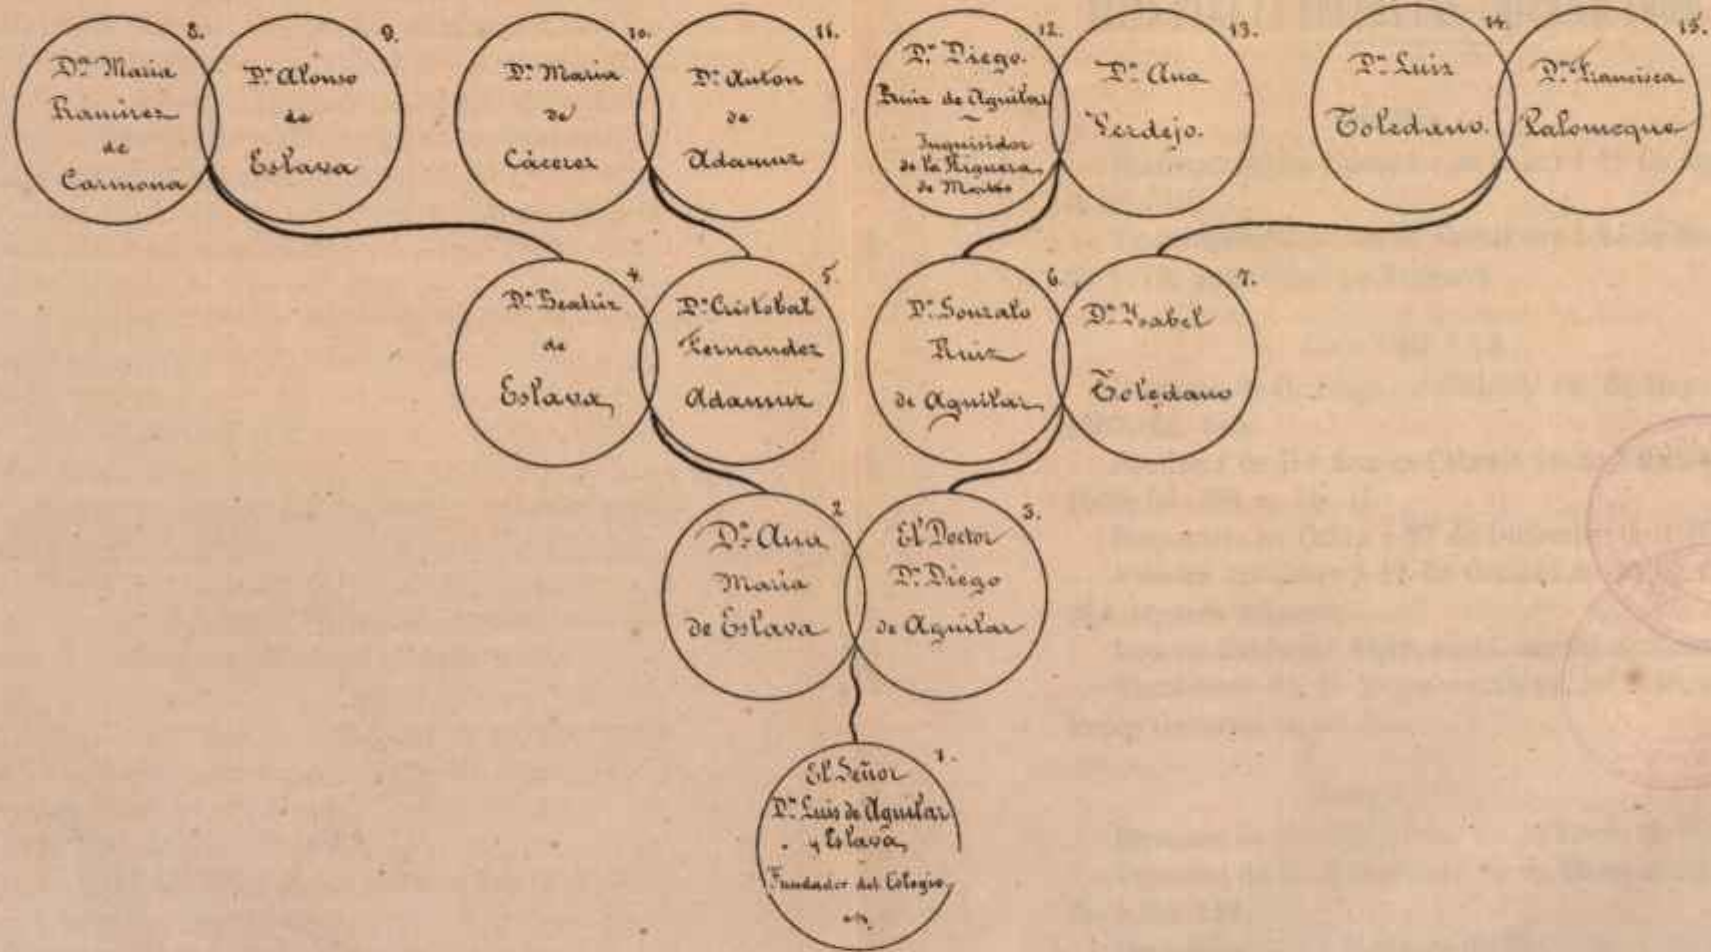 8.
Dª Maria
Ramirez
de
Carmona
9.
Dⁿ Alonso
de
Eslava
10.
Dª Maria
de
Cáceres
11.
Dⁿ Anton
de
Adamuz
12.
Dⁿ Diego.
Ruiz de Aguilar
~
Inquisidor
de la Higuera
de Martos
13.
Dª Ana
Verdejo.
14.
Dⁿ Luis
Toledano.
15.
Dª Francisca
Palomeque
4.
Dª Beatriz
de
Eslava
5.
Dⁿ Cristobal
Fernandez
Adamuz
6.
Dⁿ Gonzalo
Ruiz
de Aguilar
7.
Dª Ysabel
Toledano
2.
Dª Ana
Maria
de Eslava
3.
El Doctor
Dⁿ Diego
de Aguilar
1.
El Señor
Dⁿ Luis de Aguilar
y Eslava,
Fundador del Colegio,